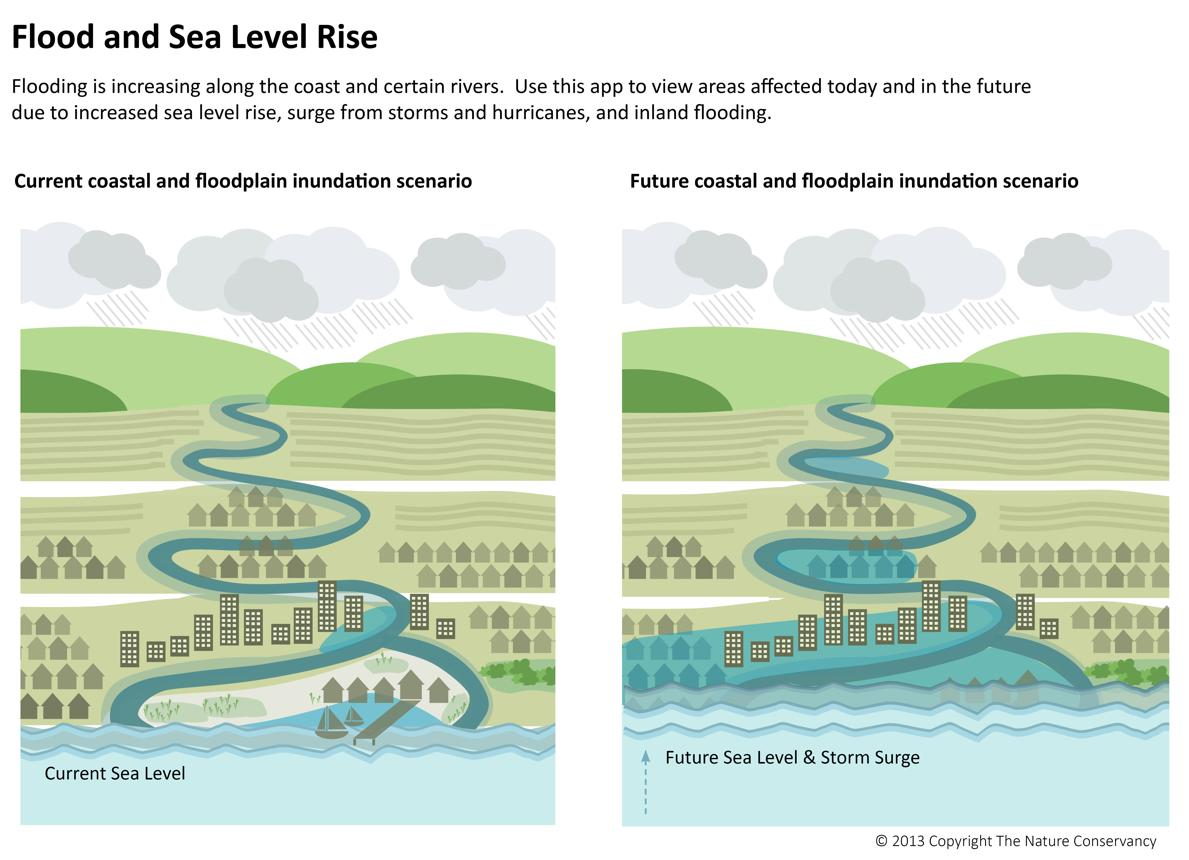 Flood and Sea Level Rise
Flooding is increasing along the coast and certain rivers.  Use this app to view areas affected today and in the future
due to increased sea level rise, surge from storms and hurricanes, and inland flooding.
Current coastal and floodplain inundation scenario
Future coastal and floodplain inundation scenario
Current Sea Level
Future Sea Level & Storm Surge
© 2013 Copyright The Nature Conservancy